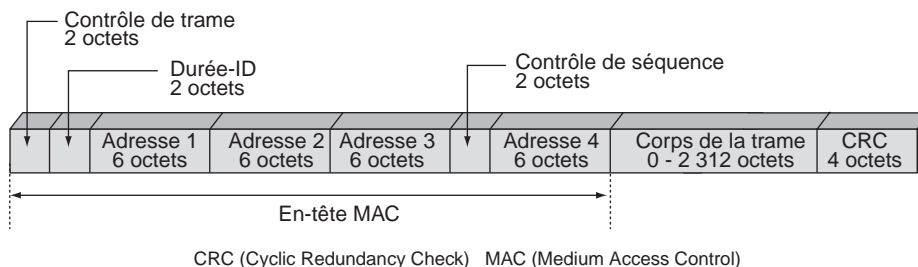 Contrôle de trame
2 octets
Durée-ID
2 octets
Contrôle de séquence
2 octets
Adresse 1
6 octets
Adresse 2
6 octets
Adresse 3
6 octets
Adresse 4
6 octets
Corps de la trame
0 - 2 312 octets
CRC
4 octets
En-tête MAC
CRC (Cyclic Redundancy Check) MAC (Medium Access Control)